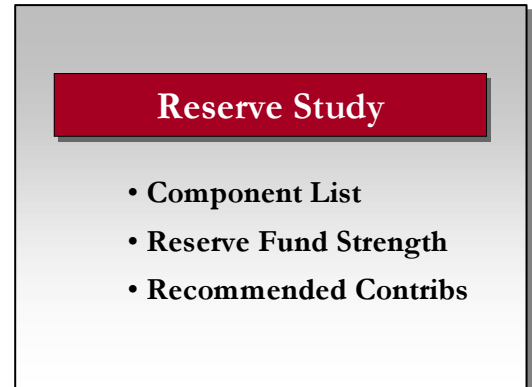 Reserve Study
• Component List
• Reserve Fund Strength
• Recommended Contribs